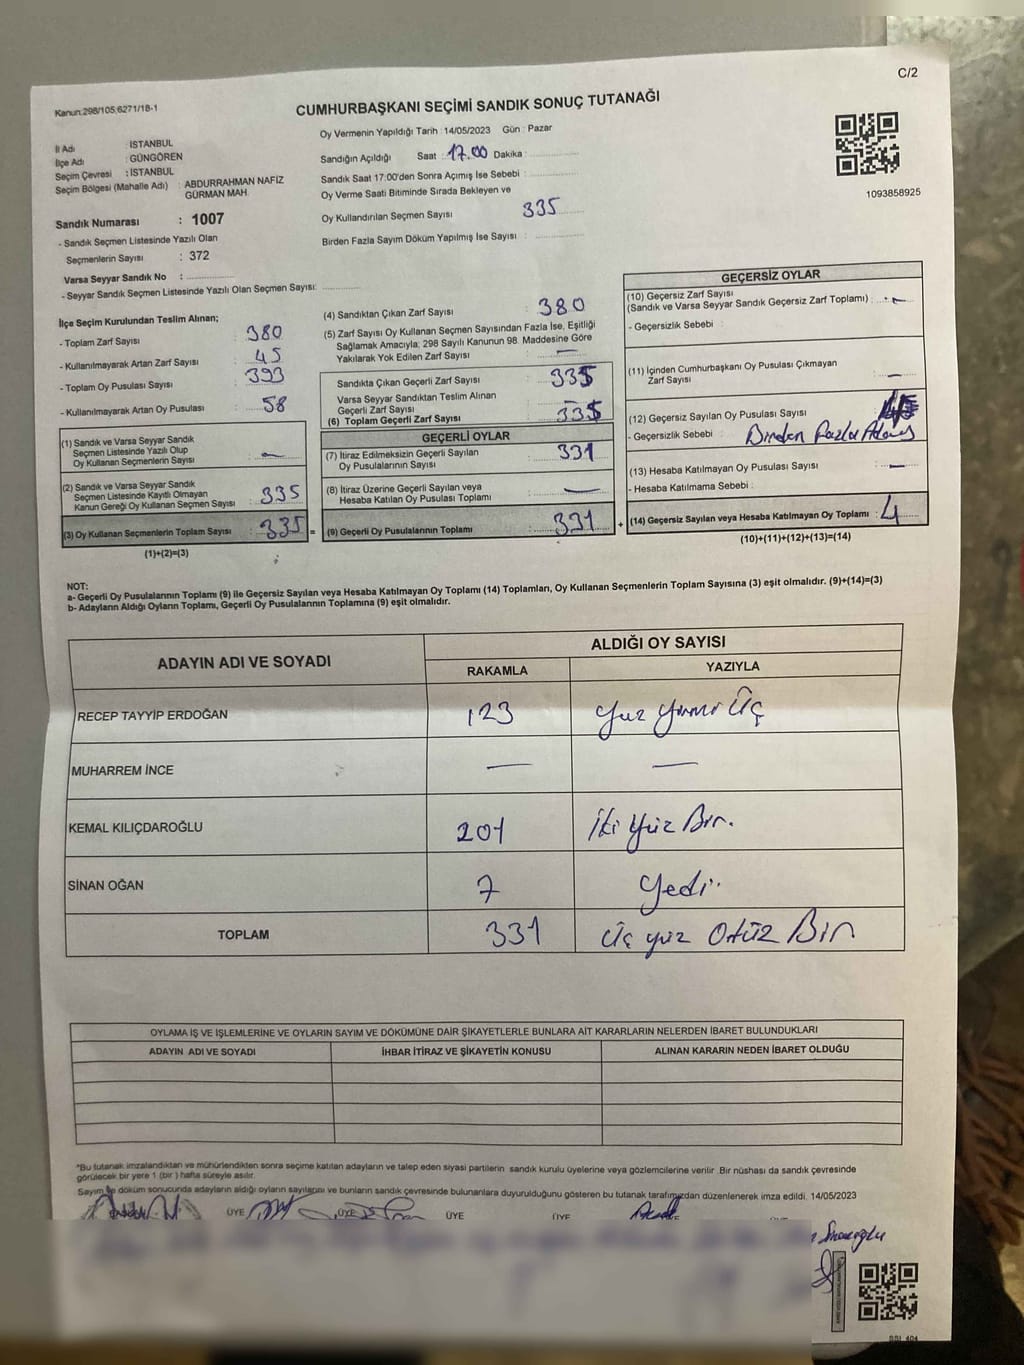 C/2
Kanun:298/105;6271/18-1
CUMHURBAŞKANI SEÇİMİ SANDIK SONUÇ TUTANAĞI
İl Adı : İSTANBUL
İlçe Adı : GÜNGÖREN
Seçim Çevresi : İSTANBUL
Seçim Bölgesi (Mahalle Adı) : ABDURRAHMAN NAFİZ
GÜRMAN MAH.
Sandık Numarası : 1007
- Sandık Seçmen Listesinde Yazılı Olan
Seçmenlerin Sayısı : 372
Varsa Seyyar Sandık No :
- Seyyar Sandık Seçmen Listesinde Yazılı Olan Seçmen Sayısı:
Oy Vermenin Yapıldığı Tarih : 14/05/2023 Gün : Pazar
Sandığın Açıldığı Saat : 17.00 Dakika :
Sandık Saat 17:00'den Sonra Açımış İse Sebebi :
Oy Verme Saati Bitiminde Sırada Bekleyen ve
Oy Kullandırılan Seçmen Sayısı 335
Birden Fazla Sayım Döküm Yapılmış İse Sayısı :
1093858925
İlçe Seçim Kurulundan Teslim Alınan;
- Toplam Zarf Sayısı : 380
- Kullanılmayarak Artan Zarf Sayısı : 45
- Toplam Oy Pusulası Sayısı : 393
- Kullanılmayarak Artan Oy Pusulası : 58
(1) Sandık ve Varsa Seyyar Sandık
Seçmen Listesinde Yazılı Olup
Oy Kullanan Seçmenlerin Sayısı : —
(2) Sandık ve Varsa Seyyar Sandık
Seçmen Listesinde Kayıtlı Olmayan
Kanun Gereği Oy Kullanan Seçmen Sayısı : 335
(3) Oy Kullanan Seçmenlerin Toplam Sayısı : 335 =
(1)+(2)=(3)
(4) Sandıktan Çıkan Zarf Sayısı : 380
(5) Zarf Sayısı Oy Kullanan Seçmen Sayısından Fazla İse, Eşitliği
Sağlamak Amacıyla; 298 Sayılı Kanunun 98. Maddesine Göre
Yakılarak Yok Edilen Zarf Sayısı : —
Sandıkta Çıkan Geçerli Zarf Sayısı : 335
Varsa Seyyar Sandıktan Teslim Alınan
Geçerli Zarf Sayısı : —
(6) Toplam Geçerli Zarf Sayısı : 335
GEÇERLİ OYLAR
(7) İtiraz Edilmeksizin Geçerli Sayılan : 331
Oy Pusulalarının Sayısı
(8) İtiraz Üzerine Geçerli Sayılan veya : —
Hesaba Katılan Oy Pusulası Toplamı
(9) Geçerli Oy Pusulalarının Toplamı : 331 +
GEÇERSİZ OYLAR
(10) Geçersiz Zarf Sayısı
(Sandık ve Varsa Seyyar Sandık Geçersiz Zarf Toplamı) : —
- Geçersizlik Sebebi :
(11) İçinden Cumhurbaşkanı Oy Pusulası Çıkmayan
Zarf Sayısı : —
(12) Geçersiz Sayılan Oy Pusulası Sayısı :
- Geçersizlik Sebebi : Birden Fazla
(13) Hesaba Katılmayan Oy Pusulası Sayısı : —
- Hesaba Katılmama Sebebi :
(14) Geçersiz Sayılan veya Hesaba Katılmayan Oy Toplamı : 4
(10)+(11)+(12)+(13)=(14)
NOT:
a- Geçerli Oy Pusulalarının Toplamı (9) ile Geçersiz Sayılan veya Hesaba Katılmayan Oy Toplamı (14) Toplamları, Oy Kullanan Seçmenlerin Toplam Sayısına (3) eşit olmalıdır. (9)+(14)=(3)
b- Adayların Aldığı Oyların Toplamı, Geçerli Oy Pusulalarının Toplamına (9) eşit olmalıdır.
ADAYIN ADI VE SOYADI ALDIĞI OY SAYISI
RAKAMLA YAZIYLA
RECEP TAYYİP ERDOĞAN 123 Yüz Yirmi Üç
MUHARREM İNCE — —
KEMAL KILIÇDAROĞLU 201 İki Yüz Bir.
SİNAN OĞAN 7 Yedi.
TOPLAM 331 Üç yüz Otuz Bir
OYLAMA İŞ VE İŞLEMLERİNE VE OYLARIN SAYIM VE DÖKÜMÜNE DAİR ŞİKAYETLERLE BUNLARA AİT KARARLARIN NELERDEN İBARET BULUNDUKLARI
ADAYIN ADI VE SOYADI İHBAR İTİRAZ VE ŞİKAYETİN KONUSU ALINAN KARARIN NEDEN İBARET OLDUĞU
*Bu tutanak imzalandıktan ve mühürlendikten sonra seçime katılan adayların ve talep eden siyasi partilerin sandık kurulu üyelerine veya gözlemcilerine verilir .Bir nüshası da sandık çevresinde
görülecek bir yere 1 (bir ) hafta süreyle asılır.
Sayım ve döküm sonucunda adayların aldığı oyların sayılarını ve bunların sandık çevresinde bulunanlara duyurulduğunu gösteren bu tutanak tarafımızdan düzenlenerek imza edildi. 14/05/2023
ÜYE ÜYE ÜYE ÜYE